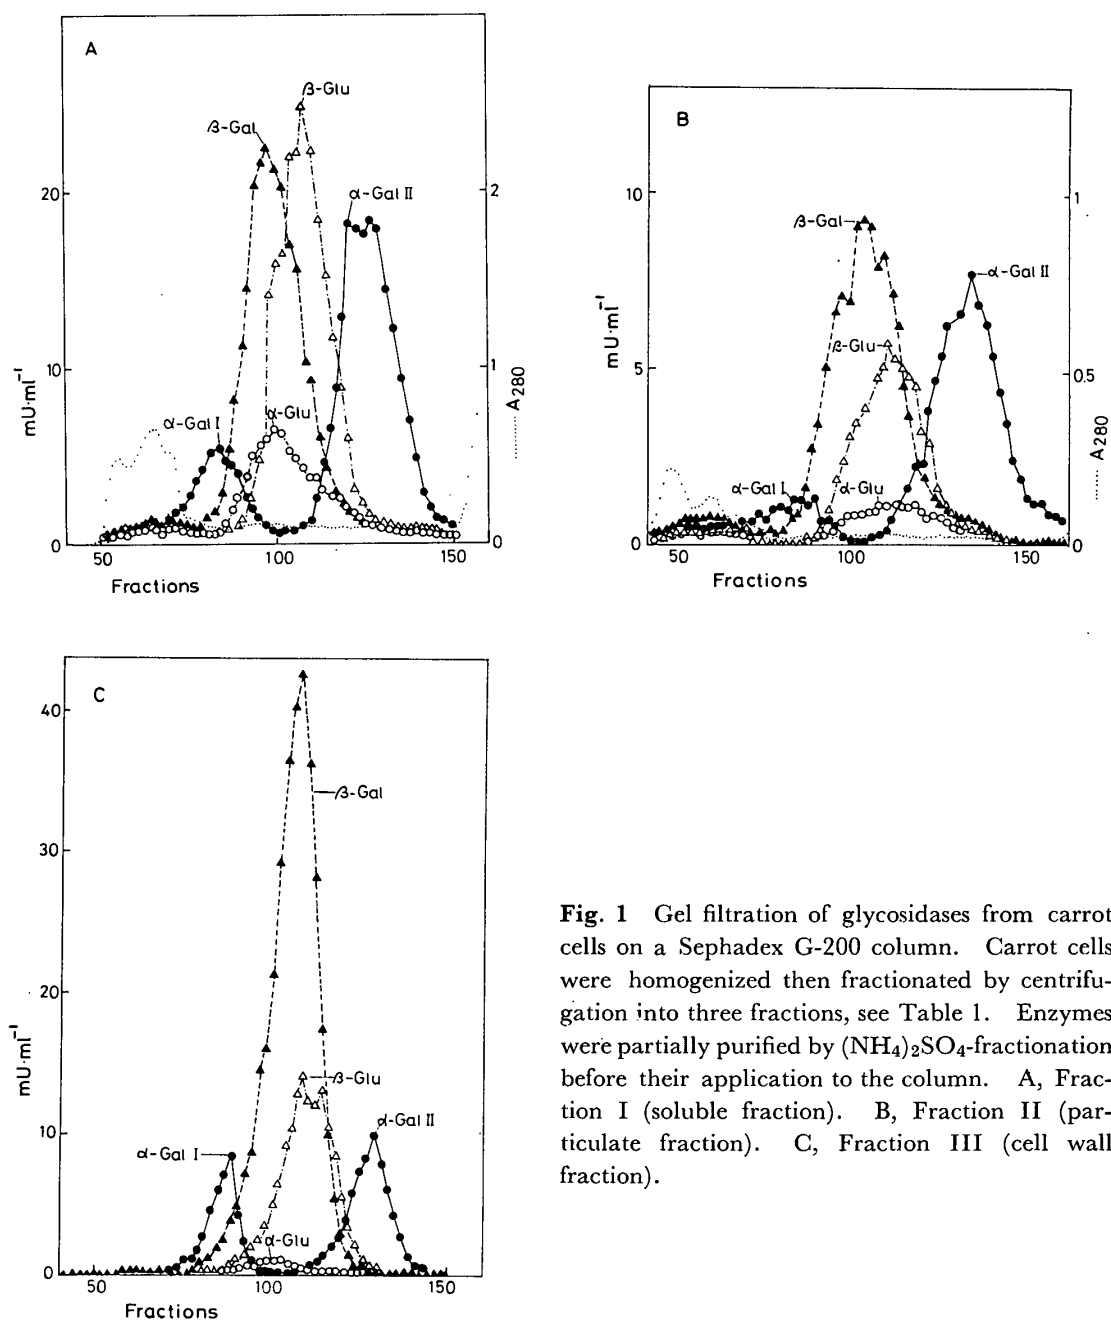 A
β-Glu
β-Gal
α-Gal II
α-Gal I
α-Glu
20
10
0
mU·ml⁻¹
2
1
0
A280
50
100
150
Fractions
B
β-Gal
α-Gal II
β-Glu
α-Gal I
α-Glu
10
5
0
mU·ml⁻¹
1
0.5
0
A280
50
100
150
Fractions
C
β-Gal
β-Glu
α-Gal I
α-Gal II
α-Glu
40
30
20
10
0
mU·ml⁻¹
50
100
150
Fractions
Fig. 1 Gel filtration of glycosidases from carrot
cells on a Sephadex G-200 column. Carrot cells
were homogenized then fractionated by centrifu-
gation into three fractions, see Table 1. Enzymes
were partially purified by (NH4)2SO4-fractionation
before their application to the column. A, Frac-
tion I (soluble fraction). B, Fraction II (par-
ticulate fraction). C, Fraction III (cell wall
fraction).